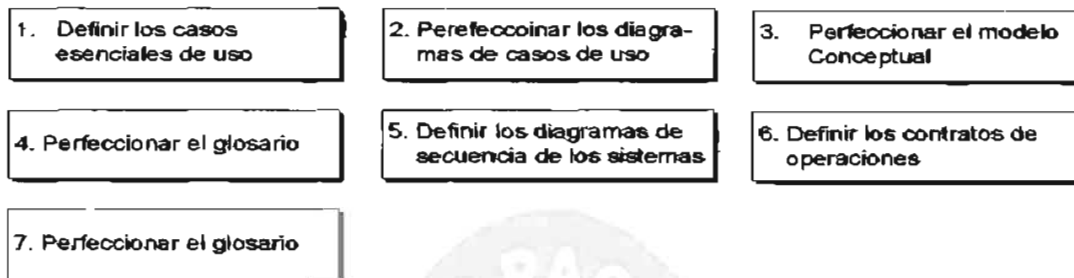 1. Definir los casos
esenciales de uso
2. Perefeccoinar los diagra-
mas de casos de uso
3. Perfeccionar el modelo
Conceptual
4. Perfeccionar el glosario
5. Definir los diagramas de
secuencia de los sistemas
6. Definir los contratos de
operaciones
7. Perfeccionar el glosario